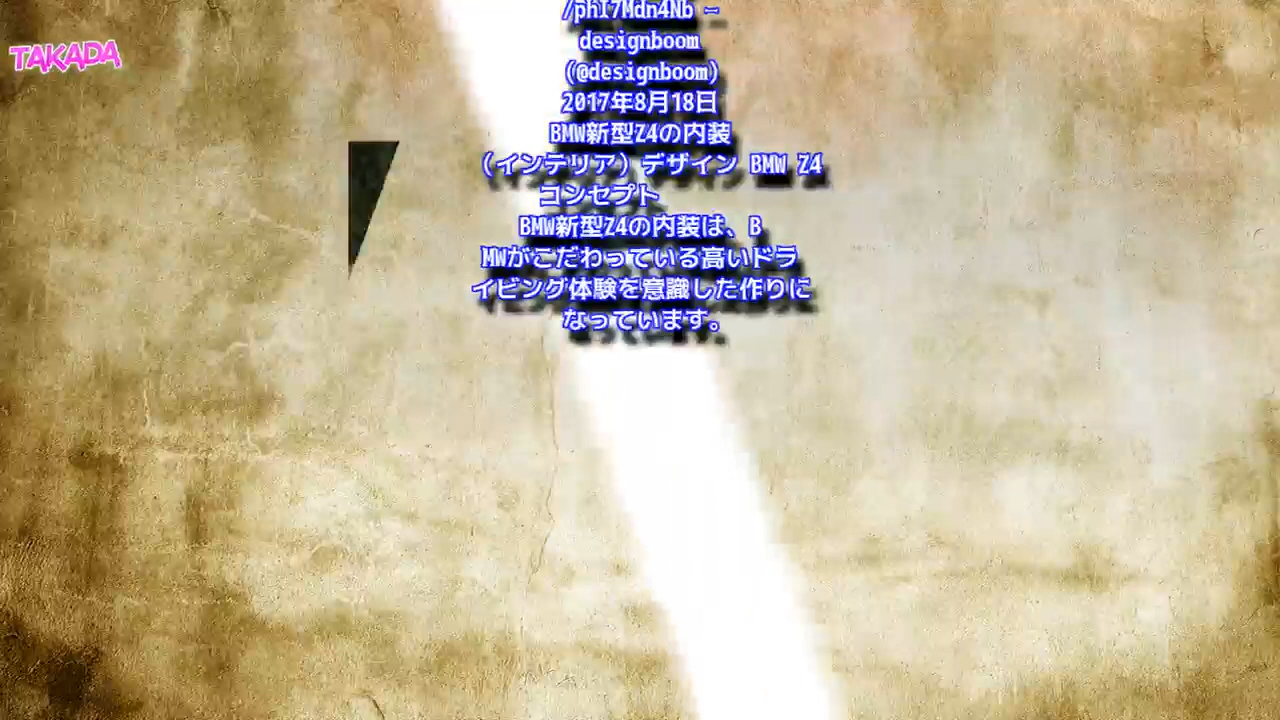 TAKADA
/phI7Mdn4Nb —
designboom
(@designboom)
2017年8月18日
BMW新型Z4の内装
（インテリア）デザイン BMW Z4
コンセプト
BMW新型Z4の内装は、B
MWがこだわっている高いドラ
イビング体験を意識した作りに
なっています。